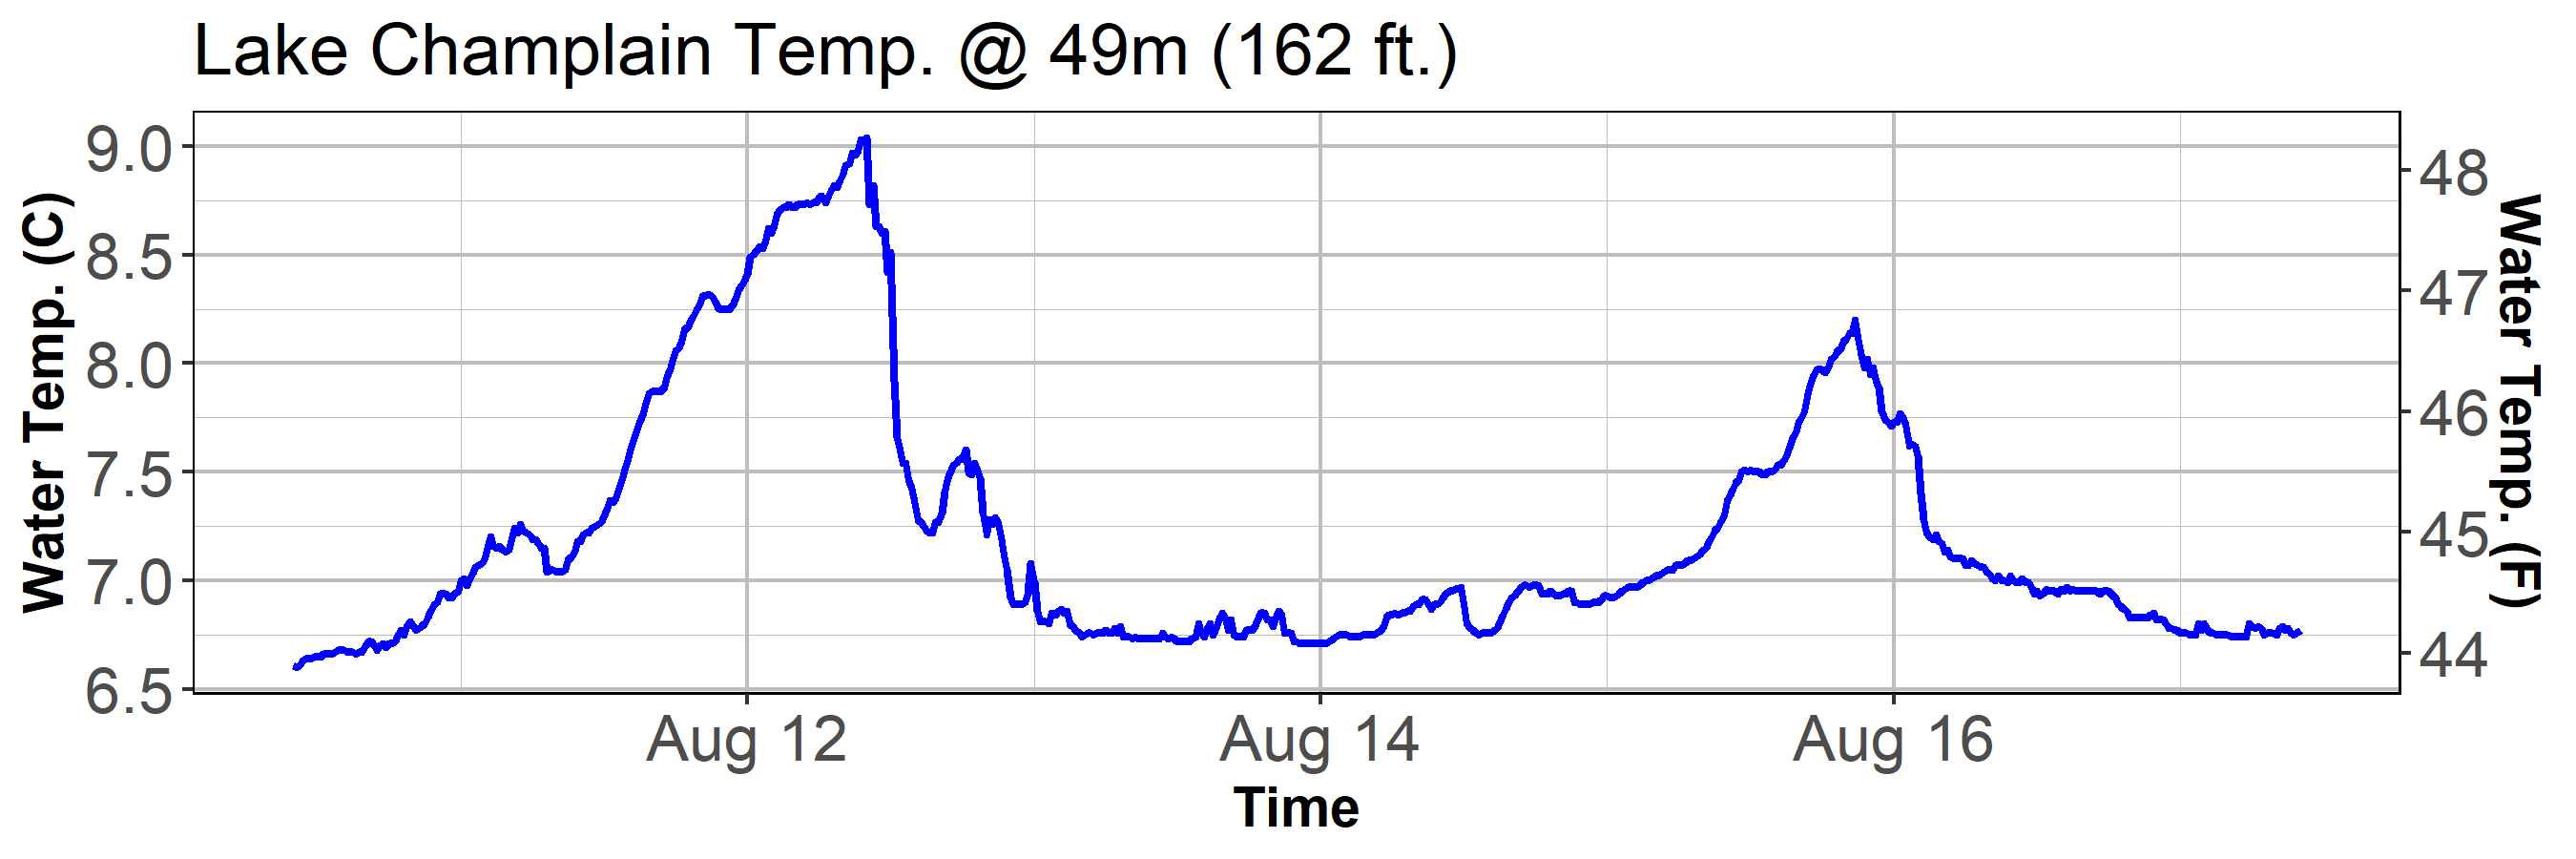 Lake Champlain Temp. @ 49m (162 ft.)
Water Temp. (C)
9.0
8.5
8.0
7.5
7.0
6.5
48
47
46
45
44
Water Temp. (F)
Aug 12
Aug 14
Aug 16
Time